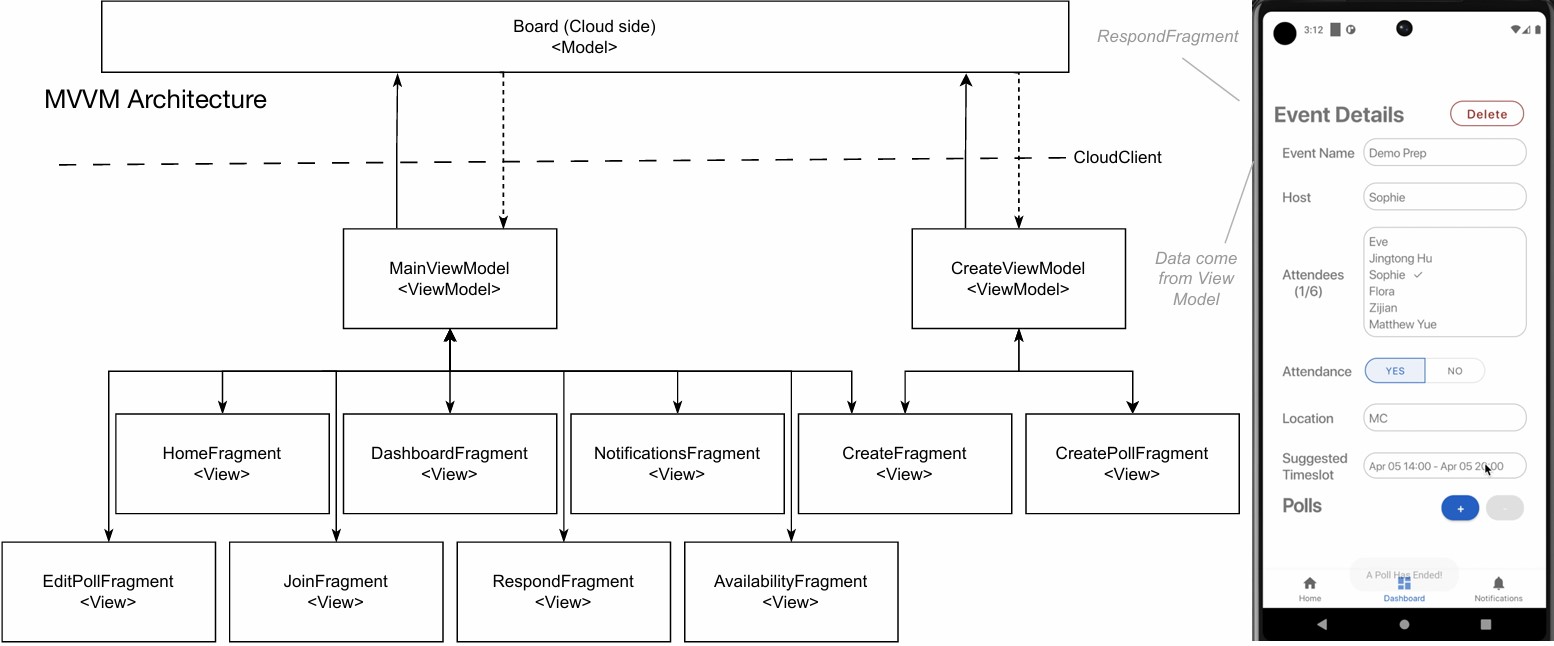 Board (Cloud side)
<Model>
MVVM Architecture
CloudClient
MainViewModel
<ViewModel>
CreateViewModel
<ViewModel>
HomeFragment
<View>
DashboardFragment
<View>
NotificationsFragment
<View>
CreateFragment
<View>
CreatePollFragment
<View>
EditPollFragment
<View>
JoinFragment
<View>
RespondFragment
<View>
AvailabilityFragment
<View>
RespondFragment
Data come
from View
Model
3:12
Event Details
Delete
Event Name
Demo Prep
Host
Sophie
Attendees
(1/6)
Eve
Jingtong Hu
Sophie ✓
Flora
Zijian
Matthew Yue
Attendance
YES
NO
Location
MC
Suggested
Timeslot
Apr 05 14:00 - Apr 05 20:00
Polls
+
-
A Poll Has Ended!
Home
Dashboard
Notifications